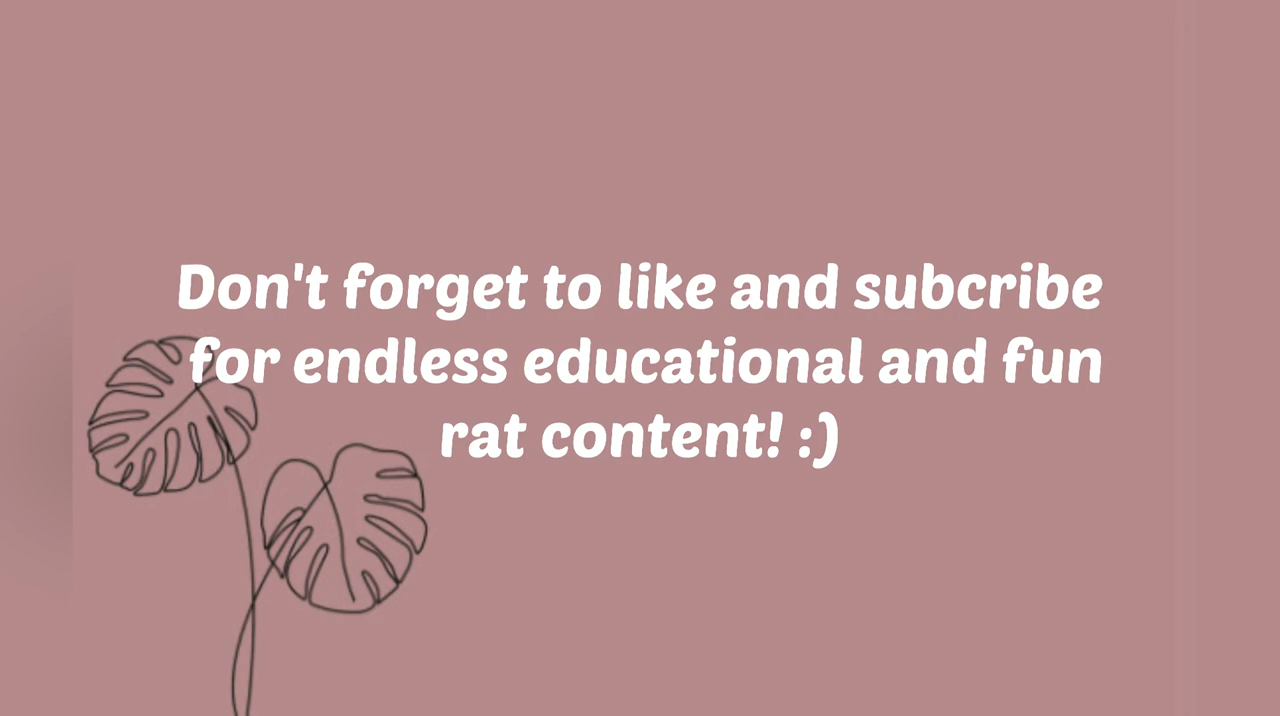 Don't forget to like and subcribe
for endless educational and fun
rat content! :)